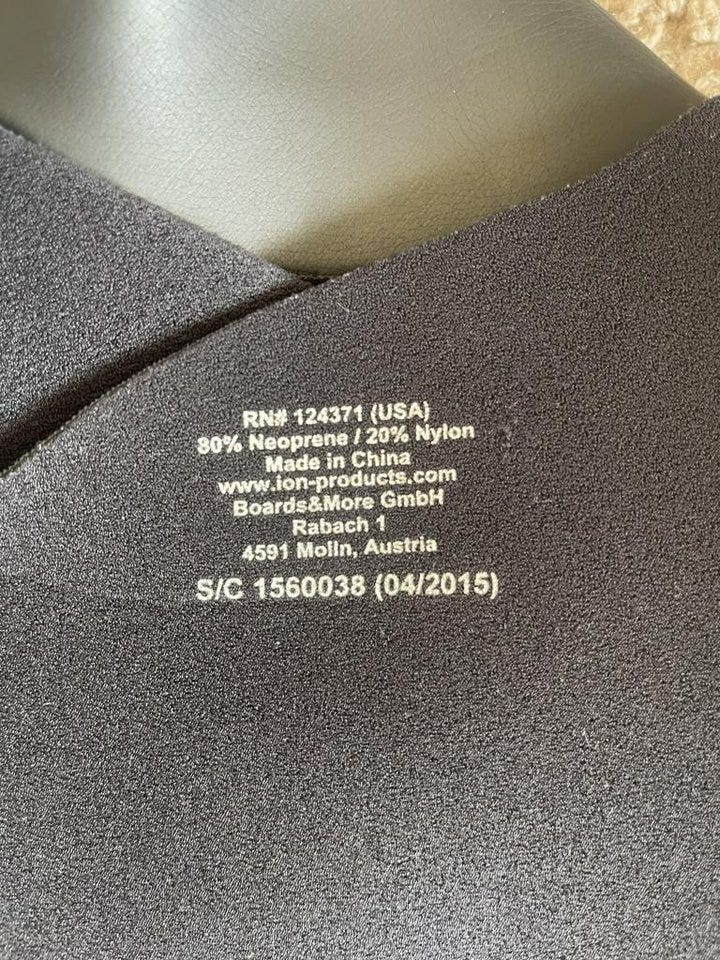 RN# 124371 (USA)
80% Neoprene / 20% Nylon
Made in China
www.ion-products.com
Boards&More GmbH
Rabach 1
4591 Molln, Austria
S/C 1560038 (04/2015)